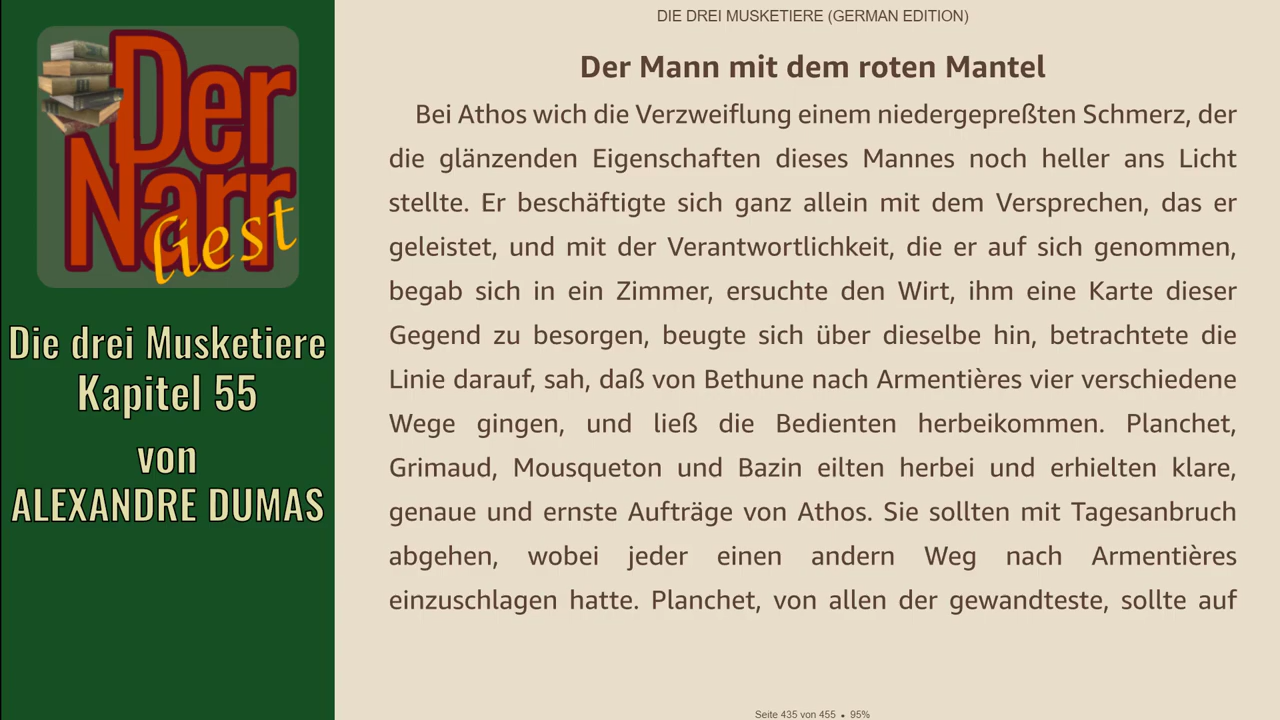 Der
Narr
liest
Die drei Musketiere
Kapitel 55
von
ALEXANDRE DUMAS
DIE DREI MUSKETIERE (GERMAN EDITION)
Der Mann mit dem roten Mantel
Bei Athos wich die Verzweiflung einem niedergepreßten Schmerz, der
die glänzenden Eigenschaften dieses Mannes noch heller ans Licht
stellte. Er beschäftigte sich ganz allein mit dem Versprechen, das er
geleistet, und mit der Verantwortlichkeit, die er auf sich genommen,
begab sich in ein Zimmer, ersuchte den Wirt, ihm eine Karte dieser
Gegend zu besorgen, beugte sich über dieselbe hin, betrachtete die
Linie darauf, sah, daß von Bethune nach Armentières vier verschiedene
Wege gingen, und ließ die Bedienten herbeikommen. Planchet,
Grimaud, Mousqueton und Bazin eilten herbei und erhielten klare,
genaue und ernste Aufträge von Athos. Sie sollten mit Tagesanbruch
abgehen, wobei jeder einen andern Weg nach Armentières
einzuschlagen hatte. Planchet, von allen der gewandteste, sollte auf
Seite 435 von 455 • 95%